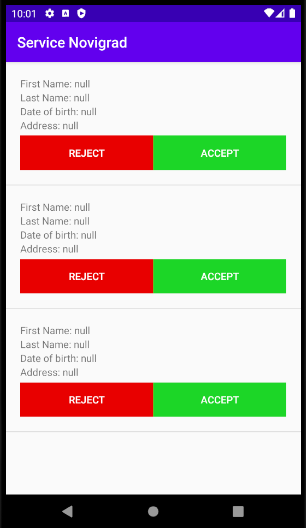 10:01
Service Novigrad
First Name: null
Last Name: null
Date of birth: null
Address: null
REJECT ACCEPT
First Name: null
Last Name: null
Date of birth: null
Address: null
REJECT ACCEPT
First Name: null
Last Name: null
Date of birth: null
Address: null
REJECT ACCEPT